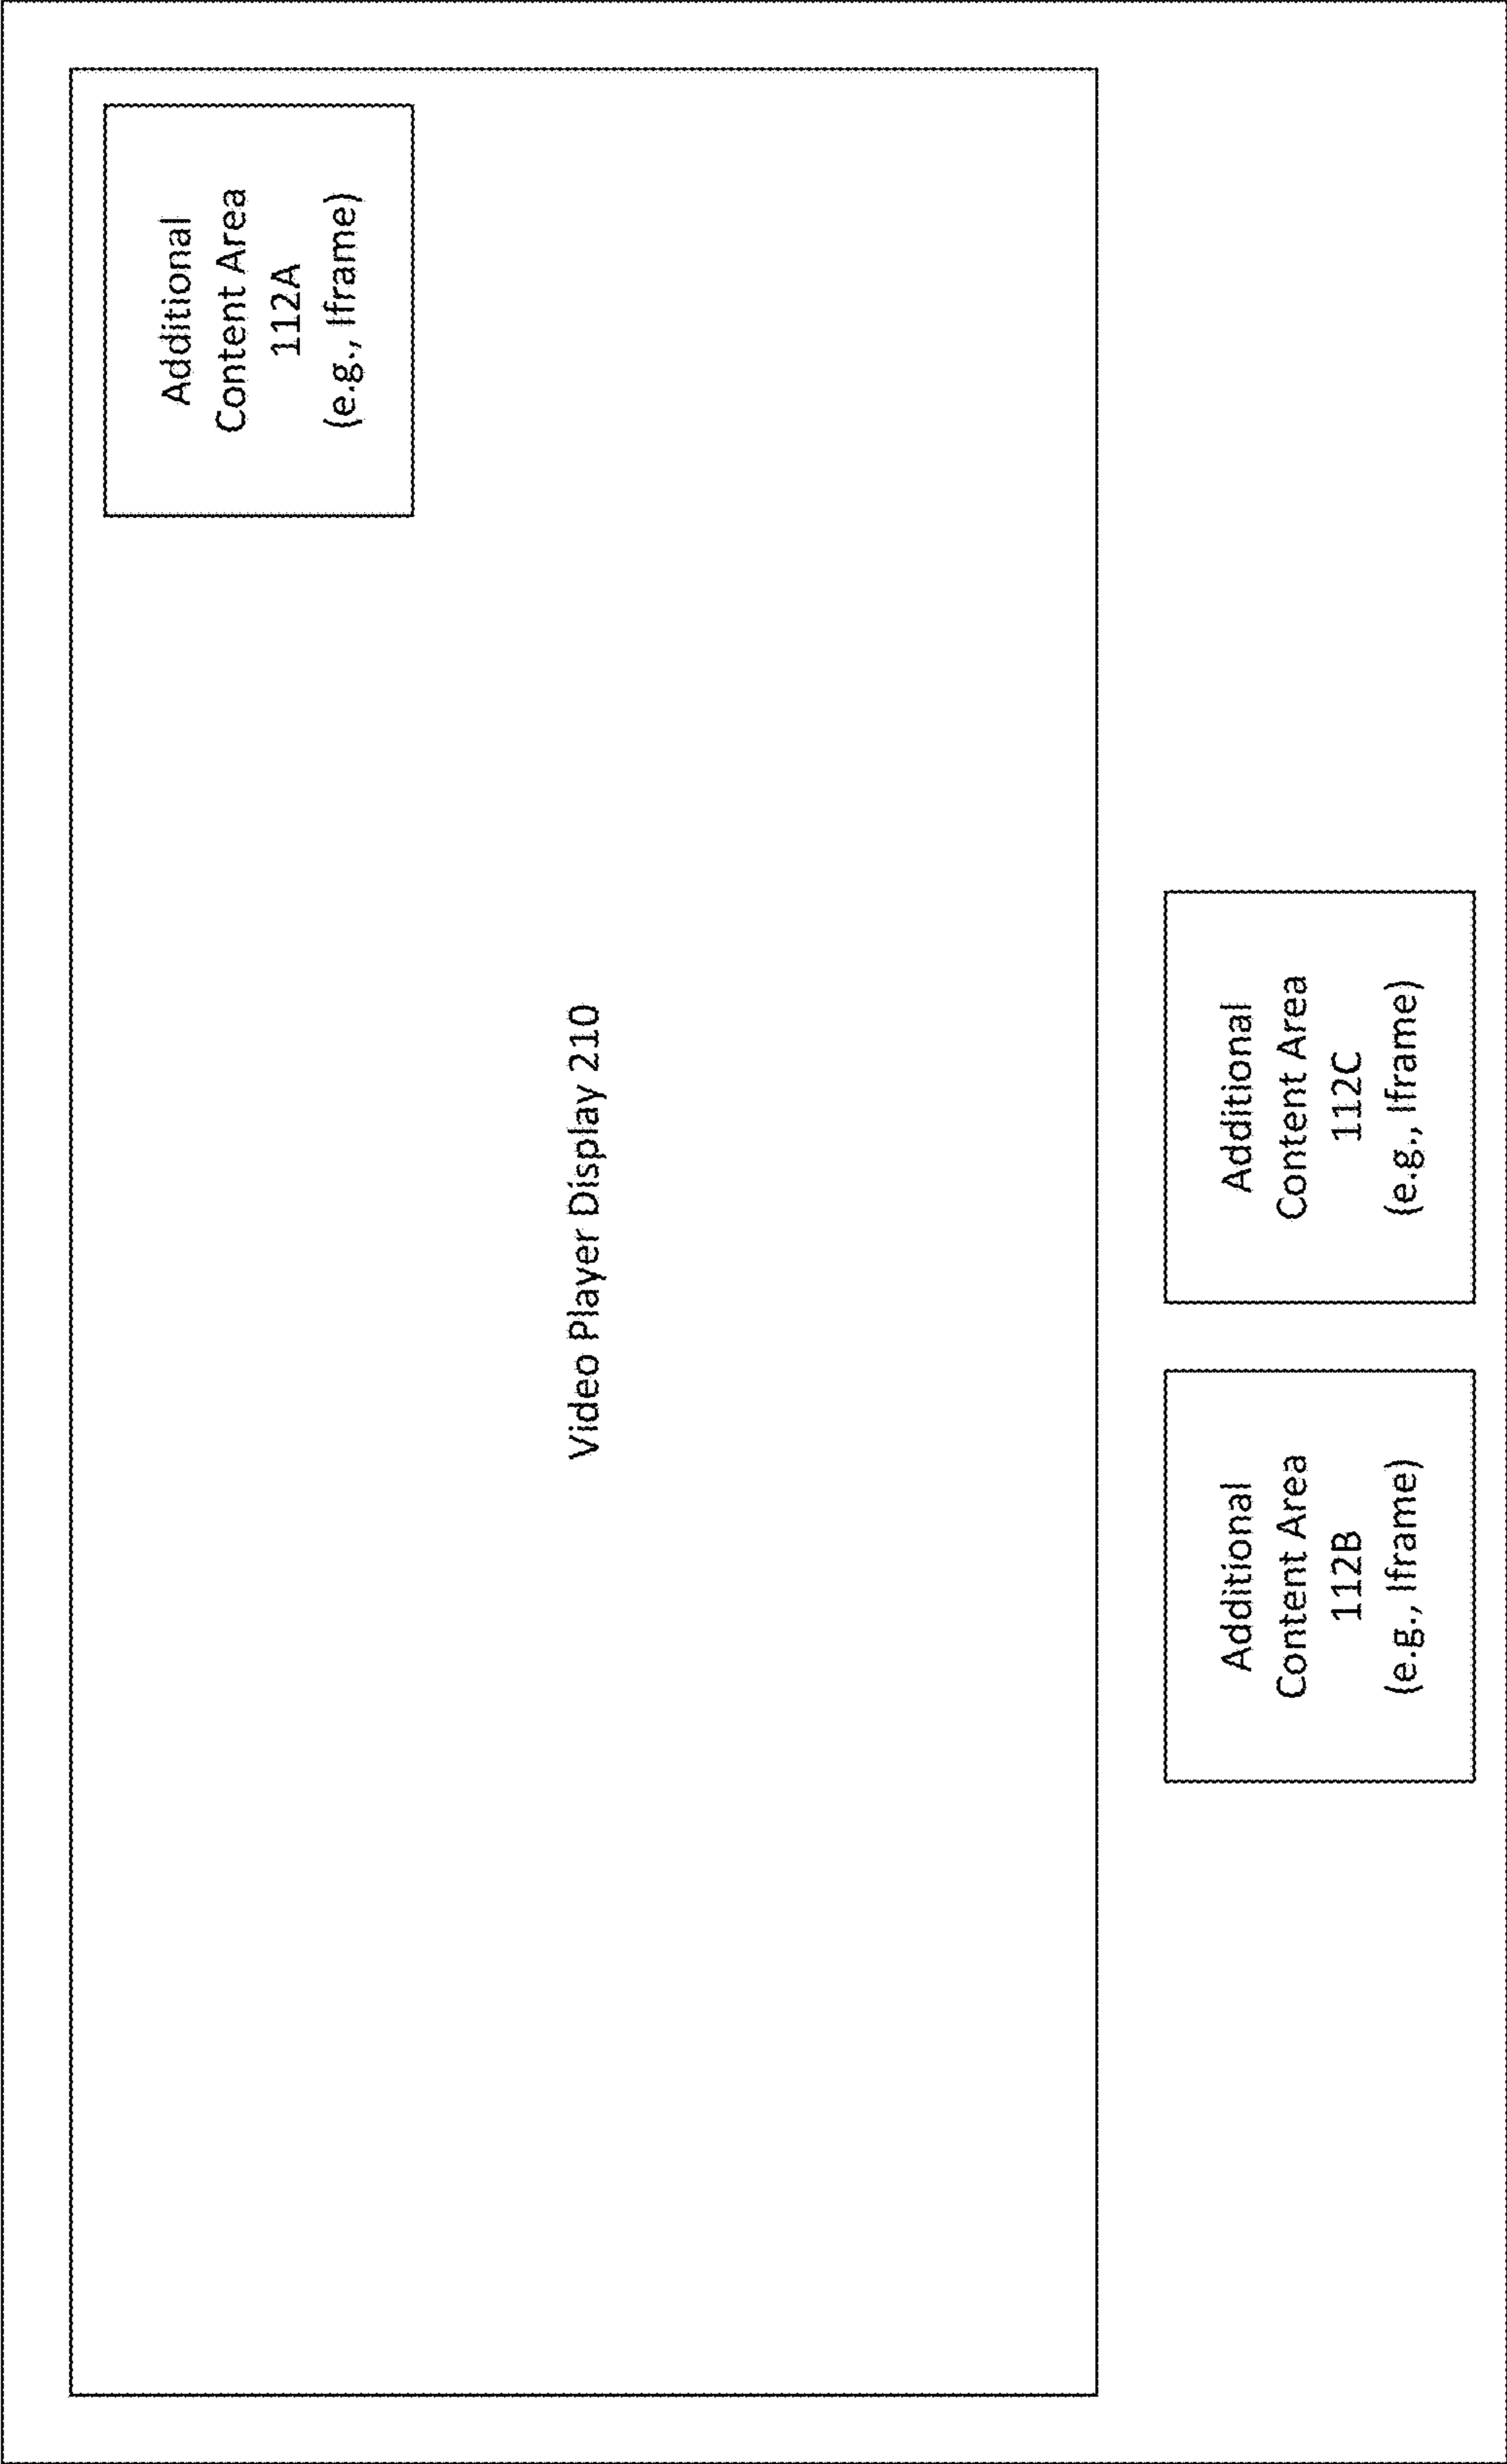 Additional
Content Area
112A
(e.g., Iframe)
Video Player Display 210
Additional
Content Area
112B
(e.g., Iframe)
Additional
Content Area
112C
(e.g., Iframe)